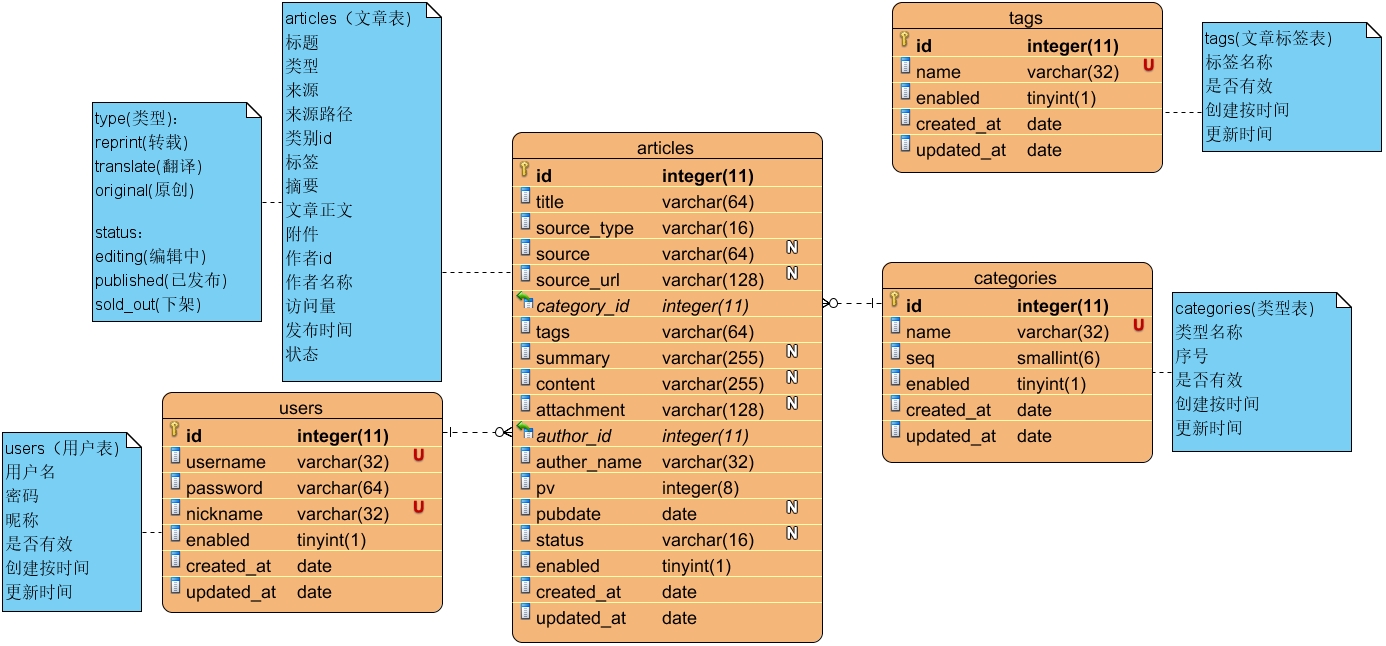 type(类型):
reprint(转载)
translate(翻译)
original(原创)
status:
editing(编辑中)
published(已发布)
sold_out(下架)
articles（文章表)
标题
类型
来源
来源路径
类别id
标签
摘要
文章正文
附件
作者id
作者名称
访问量
发布时间
状态
users（用户表)
用户名
密码
昵称
是否有效
创建按时间
更新时间
users
id integer(11)
username varchar(32) U
password varchar(64)
nickname varchar(32) U
enabled tinyint(1)
created_at date
updated_at date
articles
id integer(11)
title varchar(64)
source_type varchar(16)
source varchar(64) N
source_url varchar(128) N
category_id integer(11)
tags varchar(64)
summary varchar(255) N
content varchar(255) N
attachment varchar(128) N
author_id integer(11)
auther_name varchar(32)
pv integer(8)
pubdate date N
status varchar(16) N
enabled tinyint(1)
created_at date
updated_at date
tags
id integer(11)
name varchar(32) U
enabled tinyint(1)
created_at date
updated_at date
tags(文章标签表)
标签名称
是否有效
创建按时间
更新时间
categories
id integer(11)
name varchar(32) U
seq smallint(6)
enabled tinyint(1)
created_at date
updated_at date
categories(类型表)
类型名称
序号
是否有效
创建按时间
更新时间